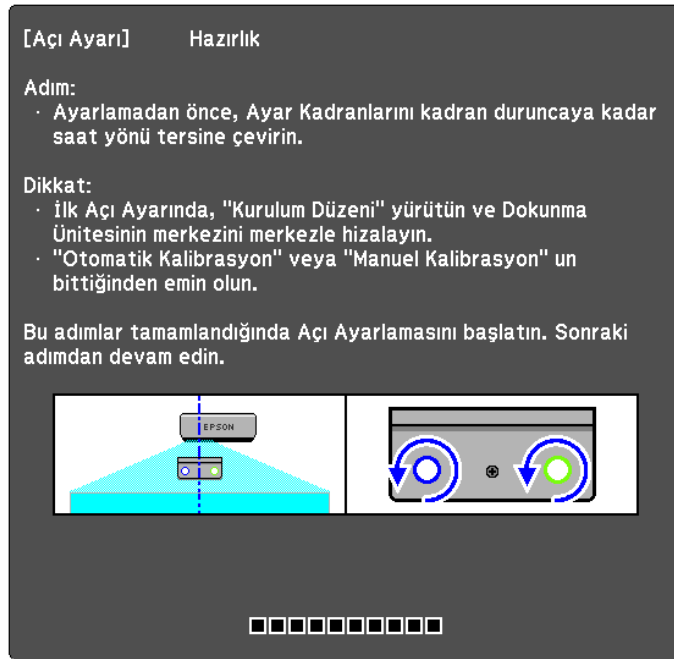 [Açı Ayarı] Hazırlık
Adım:
· Ayarlamadan önce, Ayar Kadranlarını kadran duruncaya kadar
saat yönü tersine çevirin.
Dikkat:
· İlk Açı Ayarında, "Kurulum Düzeni" yürütün ve Dokunma
Ünitesinin merkezini merkezle hizalayın.
· "Otomatik Kalibrasyon" veya "Manuel Kalibrasyon" un
bittiğinden emin olun.
Bu adımlar tamamlandığında Açı Ayarlamasını başlatın. Sonraki
adımdan devam edin.
EPSON